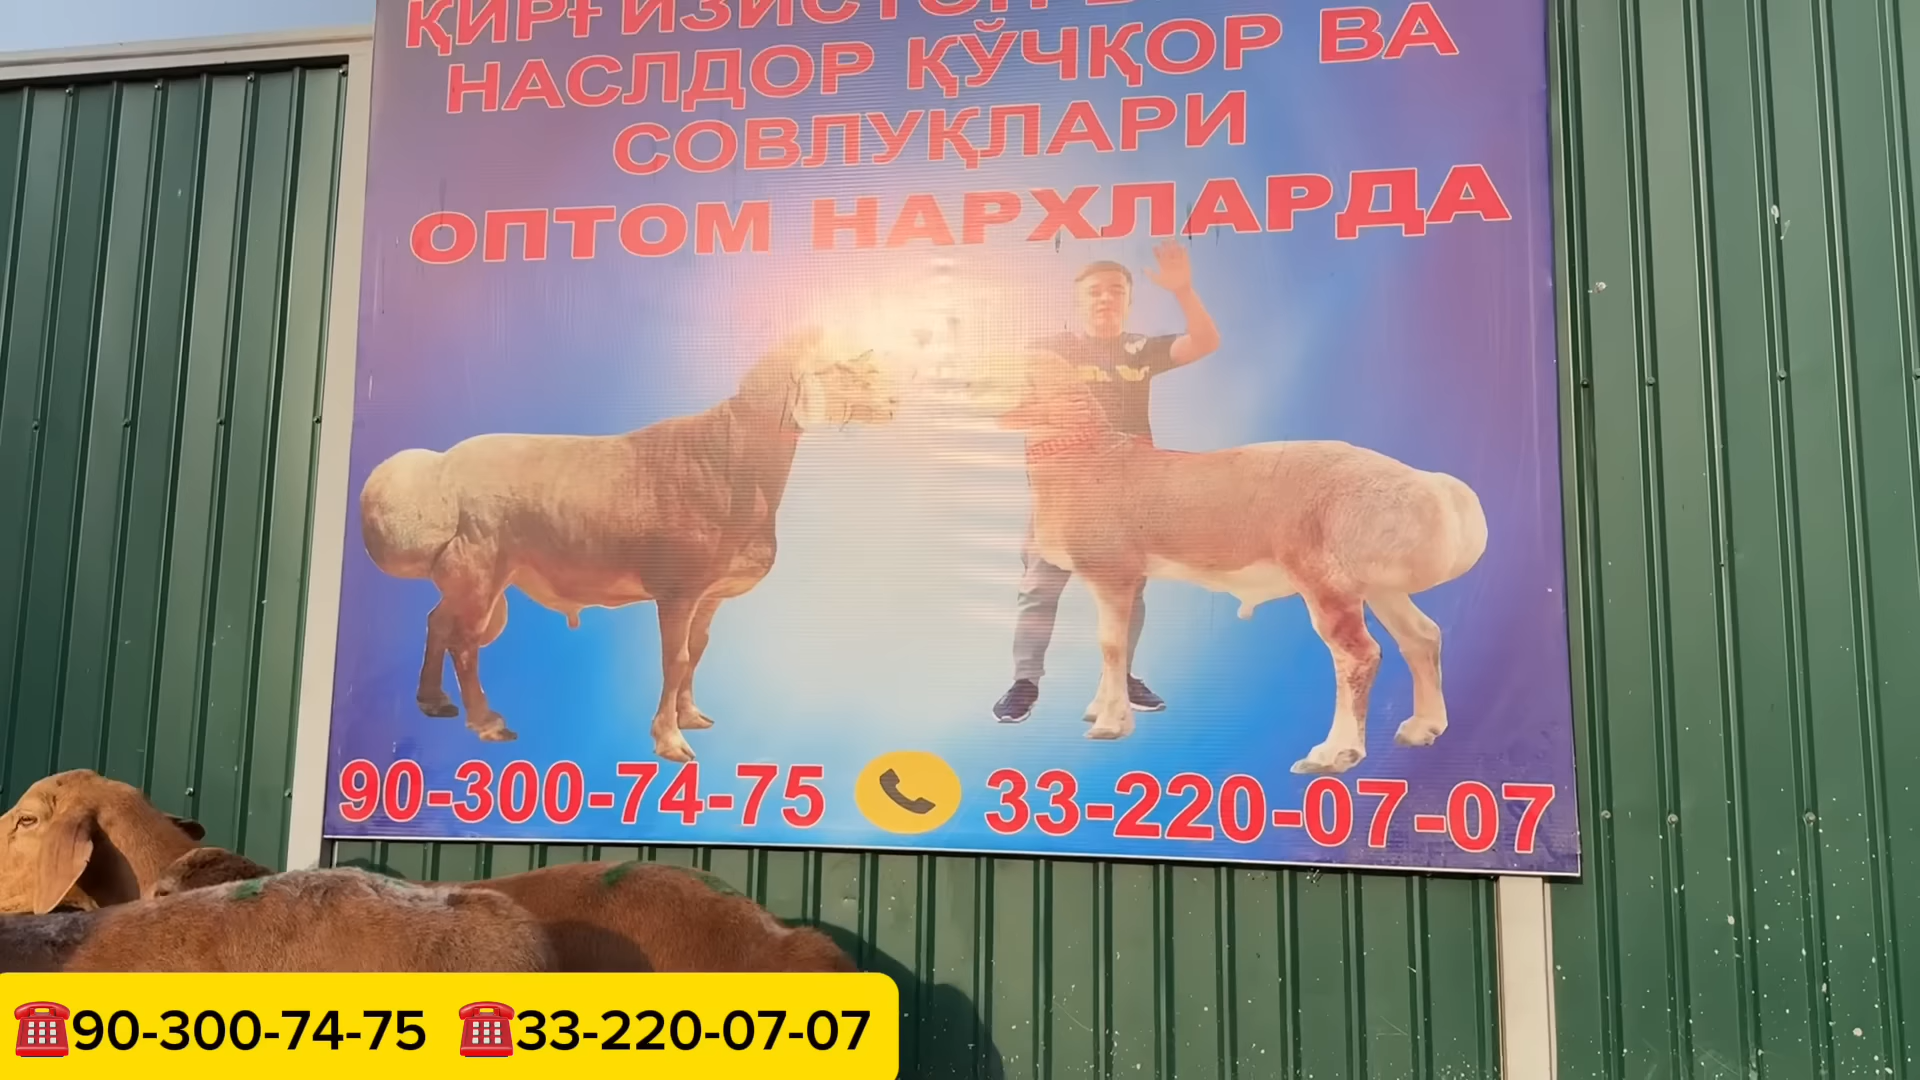 ҚИРҒИЗИСТОН
НАСЛДОР ҚЎЧҚОР ВА
СОВЛУҚЛАРИ
ОПТОМ НАРХЛАРДА
90-300-74-75 33-220-07-07
90-300-74-75 33-220-07-07